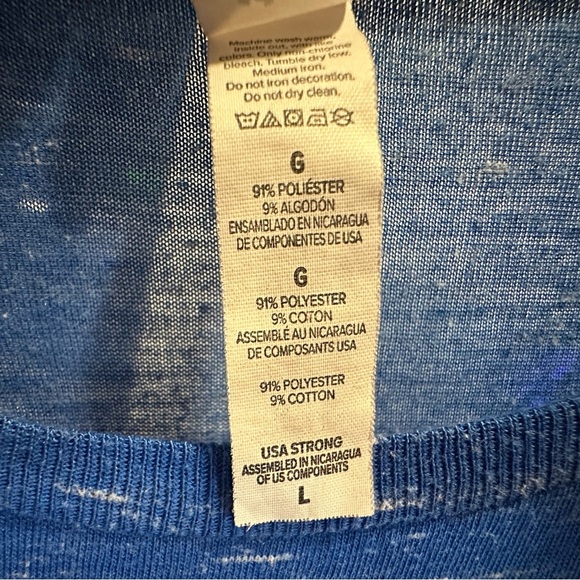 Machine wash warm,
inside out, with like
colors. Only non-chlorine
bleach. Tumble dry low.
Medium iron.
Do not iron decoration.
Do not dry clean.
G
91% POLIÉSTER
9% ALGODÓN
ENSAMBLADO EN NICARAGUA
DE COMPONENTES DE USA
G
91% POLYESTER
9% COTON
ASSEMBLÉ AU NICARAGUA
DE COMPOSANTS USA
91% POLYESTER
9% COTTON
USA STRONG
ASSEMBLED IN NICARAGUA
OF US COMPONENTS
L